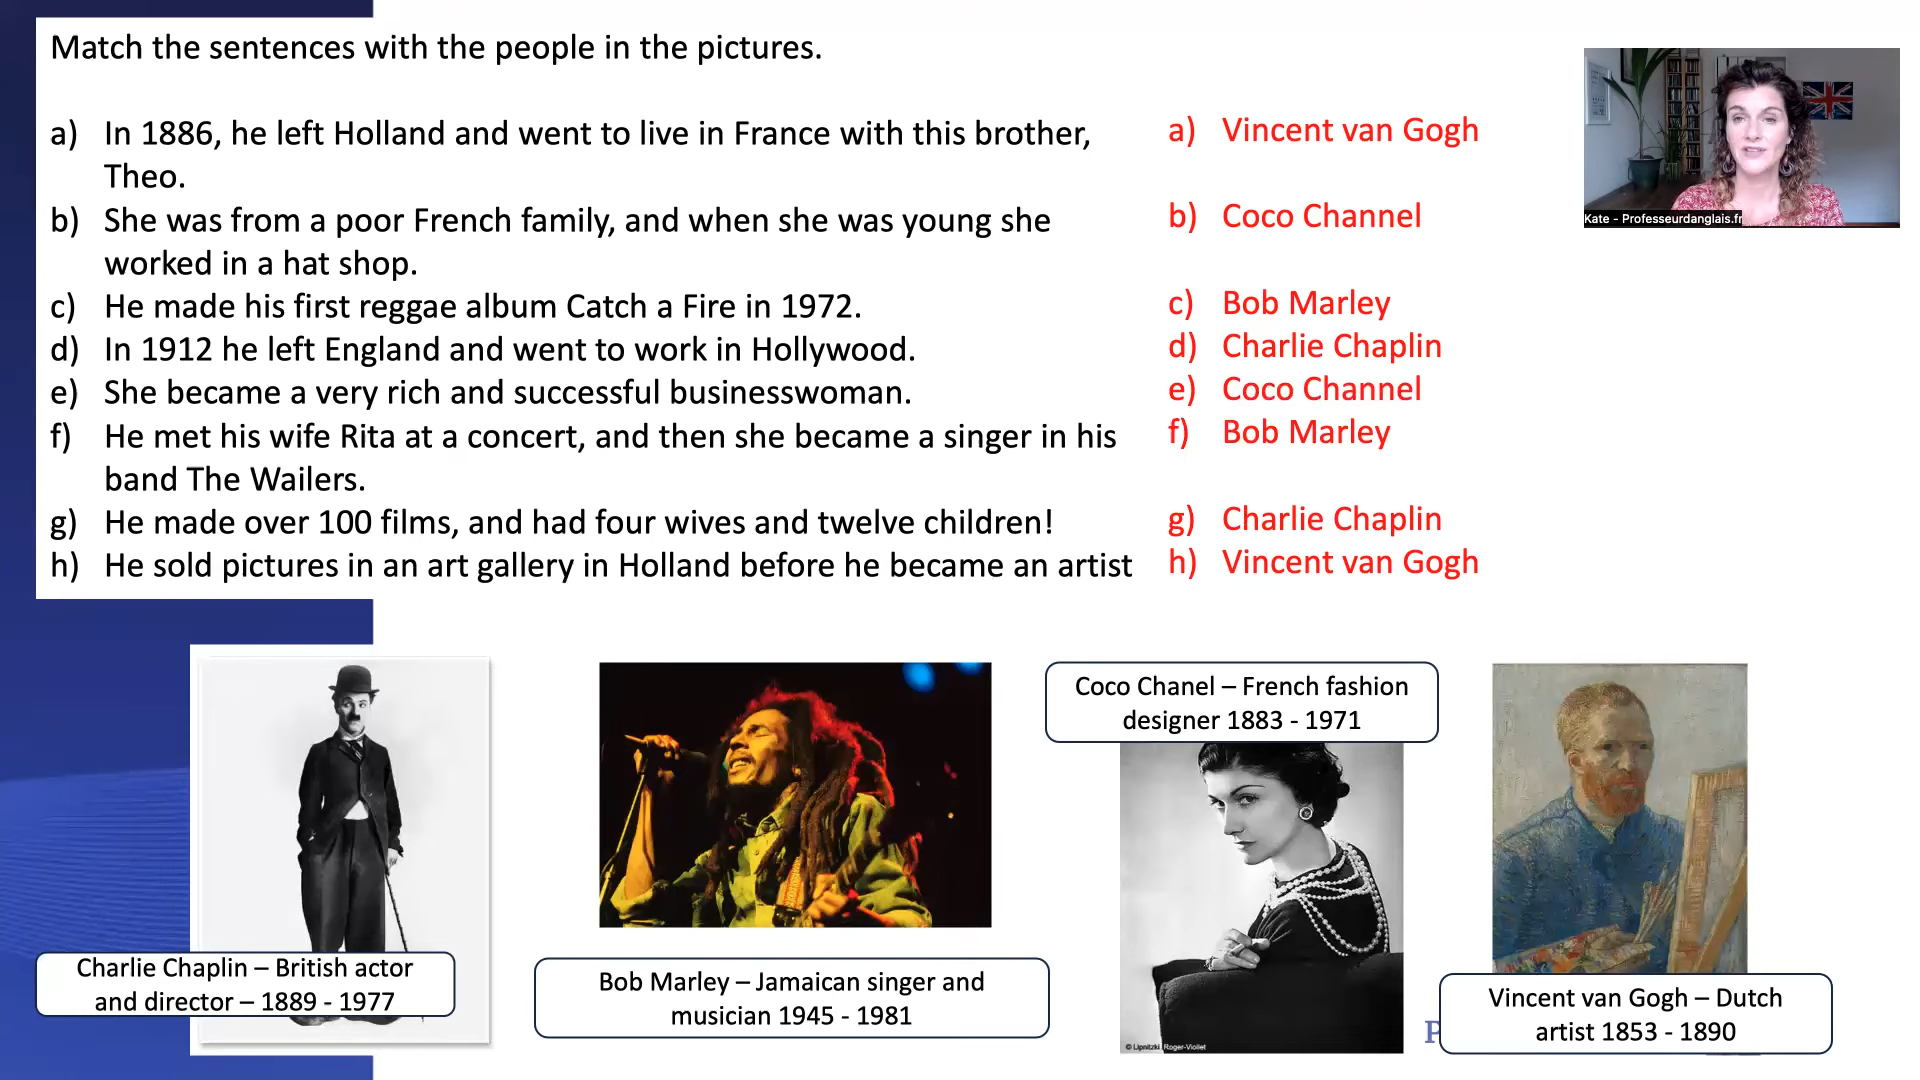 Match the sentences with the people in the pictures.
a) In 1886, he left Holland and went to live in France with this brother,
Theo.
b) She was from a poor French family, and when she was young she
worked in a hat shop.
c) He made his first reggae album Catch a Fire in 1972.
d) In 1912 he left England and went to work in Hollywood.
e) She became a very rich and successful businesswoman.
f) He met his wife Rita at a concert, and then she became a singer in his
band The Wailers.
g) He made over 100 films, and had four wives and twelve children!
h) He sold pictures in an art gallery in Holland before he became an artist
a) Vincent van Gogh
b) Coco Channel
c) Bob Marley
d) Charlie Chaplin
e) Coco Channel
f) Bob Marley
g) Charlie Chaplin
h) Vincent van Gogh
Kate - Professeurdanglais.fr
Charlie Chaplin – British actor
and director – 1889 - 1977
Bob Marley – Jamaican singer and
musician 1945 - 1981
Coco Chanel – French fashion
designer 1883 - 1971
© Lipnitzki Roger-Viollet
Vincent van Gogh – Dutch
artist 1853 - 1890
P